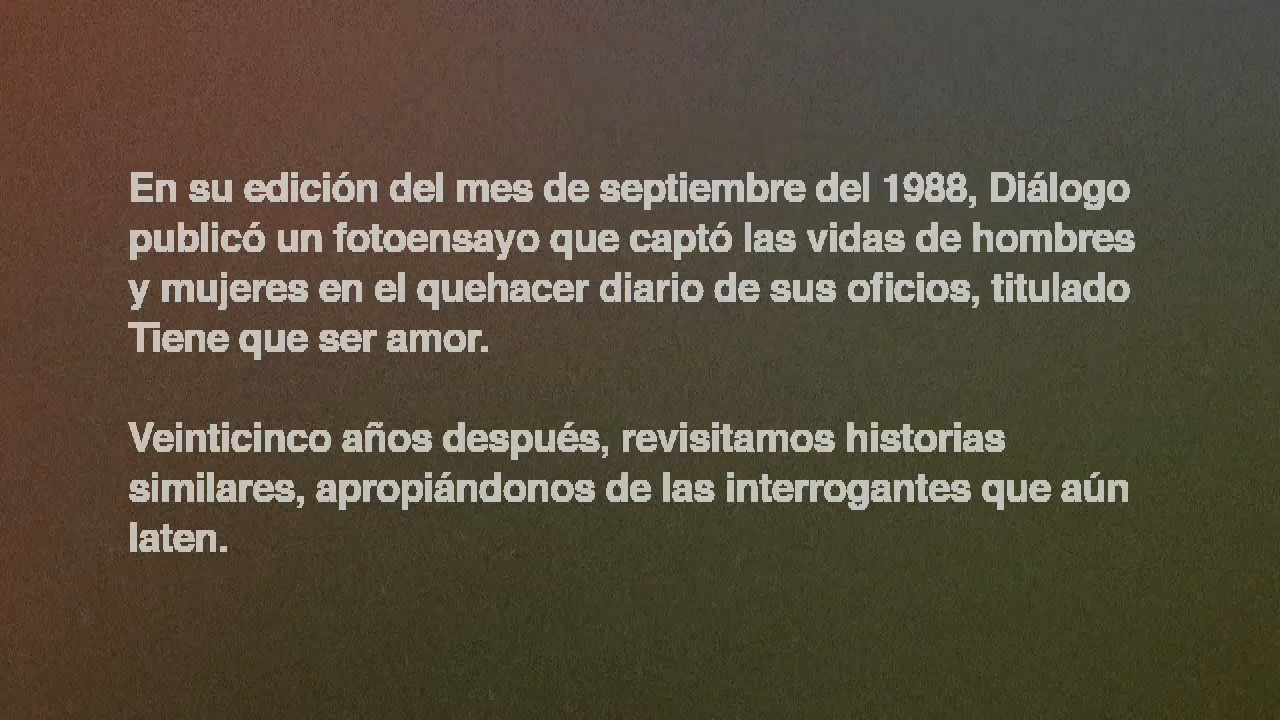 En su edición del mes de septiembre del 1988, Diálogo
publicó un fotoensayo que captó las vidas de hombres
y mujeres en el quehacer diario de sus oficios, titulado
Tiene que ser amor.
Veinticinco años después, revisitamos historias
similares, apropiándonos de las interrogantes que aún
laten.